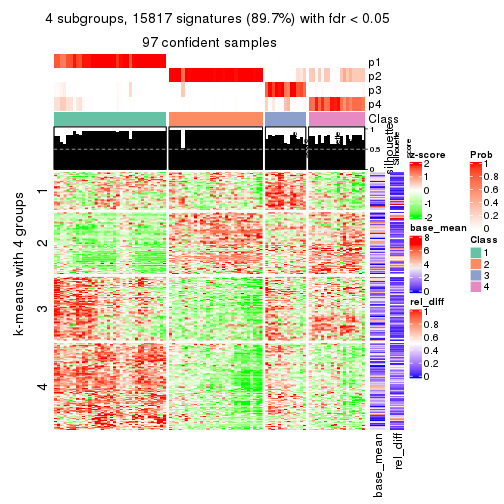 4 subgroups, 15817 signatures (89.7%) with fdr < 0.05
97 confident samples
p1
p2
p3
p4
Class
1
0.5
0
silhouette
Silhouette
score
k-means with 4 groups
1
2
3
4
base_mean
rel_diff
z-score
2
1
0
-1
-2
base_mean
8
6
4
2
0
rel_diff
1
0.8
0.6
0.4
0.2
0
Prob
1
0.8
0.6
0.4
0.2
0
Class
1
2
3
4